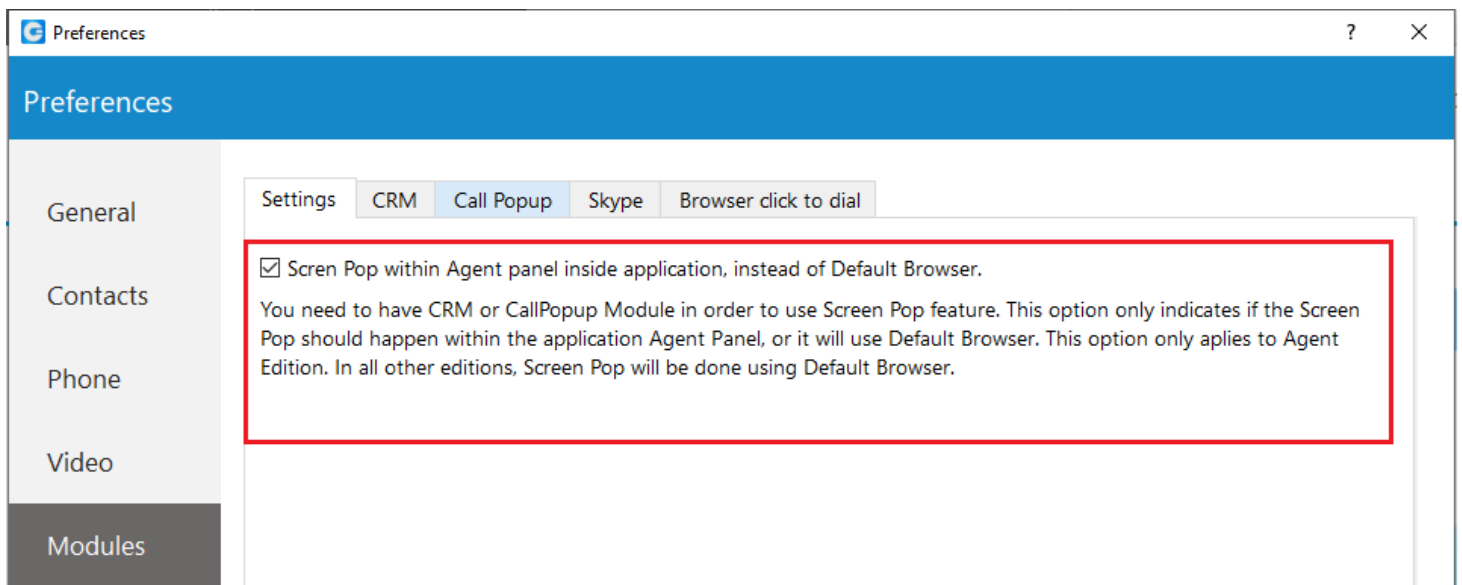 Preferences
?
Preferences
General
Contacts
Phone
Video
Modules
Settings
CRM
Call Popup
Skype
Browser click to dial
Scren Pop within Agent panel inside application, instead of Default Browser.
You need to have CRM or CallPopup Module in order to use Screen Pop feature. This option only indicates if the Screen
Pop should happen within the application Agent Panel, or it will use Default Browser. This option only aplies to Agent
Edition. In all other editions, Screen Pop will be done using Default Browser.